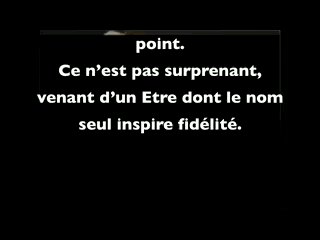 point.
Ce n’est pas surprenant,
venant d’un Etre dont le nom
seul inspire fidélité.